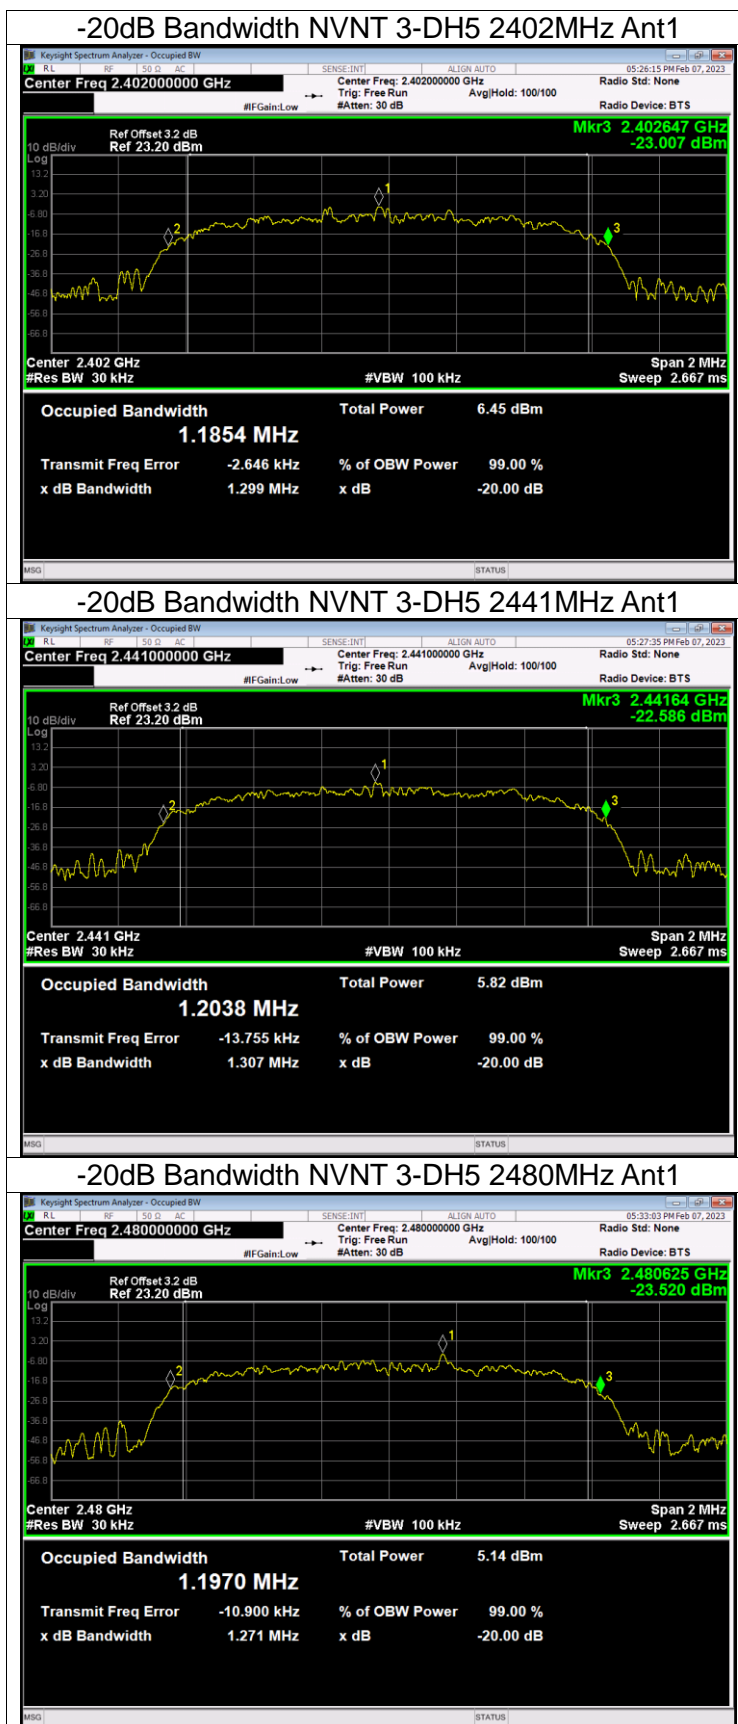 -20dB Bandwidth NVNT 3-DH5 2402MHz Ant1
Keysight Spectrum Analyzer - Occupied BW
RL RF 50 Ω AC SENSE:INT ALIGN AUTO 05:26:15 PM Feb 07, 2023
Center Freq 2.402000000 GHz Center Freq: 2.402000000 GHz Radio Std: None
Trig: Free Run Avg|Hold: 100/100
#IFGain:Low #Atten: 30 dB Radio Device: BTS
Mkr3 2.402647 GHz
-23.007 dBm
Ref Offset 3.2 dB
10 dB/div Ref 23.20 dBm
Log
13.2
3.20
-6.80
-16.8
-26.8
-36.8
-46.8
-56.8
-66.8
1
2
3
Center 2.402 GHz Span 2 MHz
#Res BW 30 kHz #VBW 100 kHz Sweep 2.667 ms
Occupied Bandwidth Total Power 6.45 dBm
1.1854 MHz
Transmit Freq Error -2.646 kHz % of OBW Power 99.00 %
x dB Bandwidth 1.299 MHz x dB -20.00 dB
MSG STATUS
-20dB Bandwidth NVNT 3-DH5 2441MHz Ant1
Keysight Spectrum Analyzer - Occupied BW
RL RF 50 Ω AC SENSE:INT ALIGN AUTO 05:27:35 PM Feb 07, 2023
Center Freq 2.441000000 GHz Center Freq: 2.441000000 GHz Radio Std: None
Trig: Free Run Avg|Hold: 100/100
#IFGain:Low #Atten: 30 dB Radio Device: BTS
Mkr3 2.44164 GHz
-22.586 dBm
Ref Offset 3.2 dB
10 dB/div Ref 23.20 dBm
Log
13.2
3.20
-6.80
-16.8
-26.8
-36.8
-46.8
-56.8
-66.8
1
2
3
Center 2.441 GHz Span 2 MHz
#Res BW 30 kHz #VBW 100 kHz Sweep 2.667 ms
Occupied Bandwidth Total Power 5.82 dBm
1.2038 MHz
Transmit Freq Error -13.755 kHz % of OBW Power 99.00 %
x dB Bandwidth 1.307 MHz x dB -20.00 dB
MSG STATUS
-20dB Bandwidth NVNT 3-DH5 2480MHz Ant1
Keysight Spectrum Analyzer - Occupied BW
RL RF 50 Ω AC SENSE:INT ALIGN AUTO 05:33:03 PM Feb 07, 2023
Center Freq 2.480000000 GHz Center Freq: 2.480000000 GHz Radio Std: None
Trig: Free Run Avg|Hold: 100/100
#IFGain:Low #Atten: 30 dB Radio Device: BTS
Mkr3 2.480625 GHz
-23.520 dBm
Ref Offset 3.2 dB
10 dB/div Ref 23.20 dBm
Log
13.2
3.20
-6.80
-16.8
-26.8
-36.8
-46.8
-56.8
-66.8
1
2
3
Center 2.48 GHz Span 2 MHz
#Res BW 30 kHz #VBW 100 kHz Sweep 2.667 ms
Occupied Bandwidth Total Power 5.14 dBm
1.1970 MHz
Transmit Freq Error -10.900 kHz % of OBW Power 99.00 %
x dB Bandwidth 1.271 MHz x dB -20.00 dB
MSG STATUS